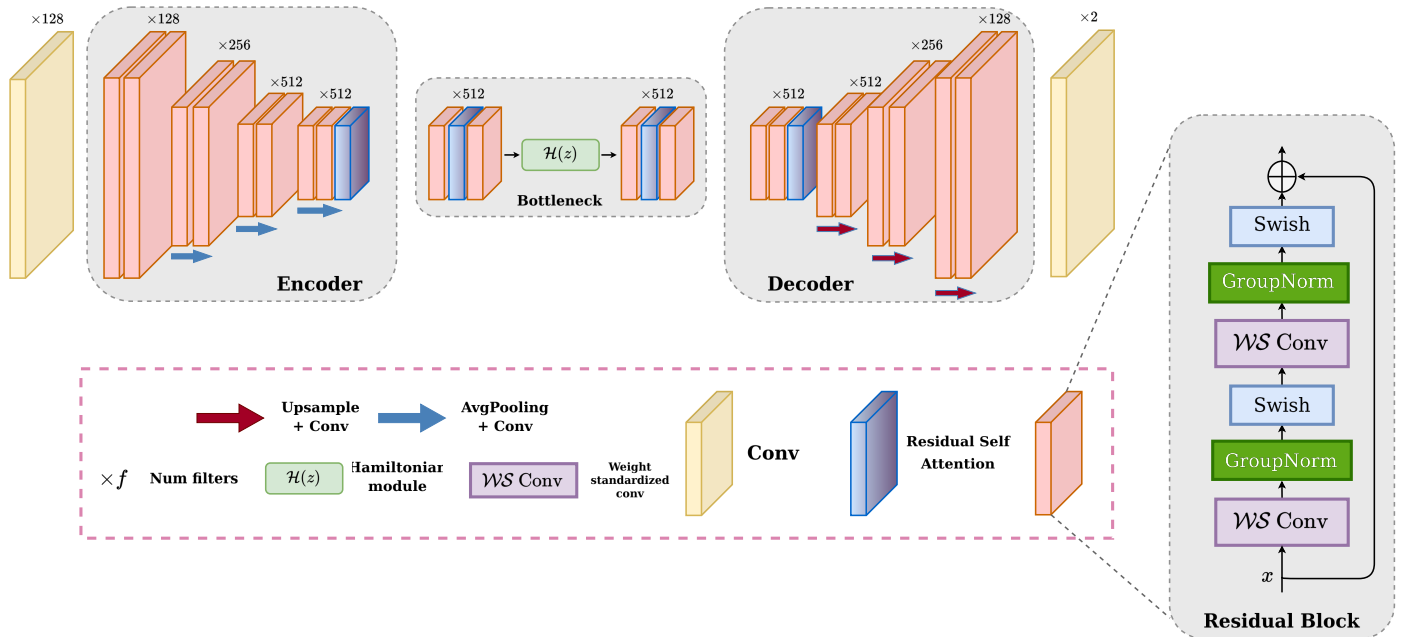 ×128
×128
×256
×512
×512
Encoder
×512
ℋ(z)
×512
Bottleneck
×512
×512
×256
×128
Decoder
×2
Upsample
+ Conv
AvgPooling
+ Conv
Conv
Residual Self
Attention
×f
Num filters
ℋ(z)
Hamiltonian
module
𝒲𝒮 Conv
Weight
standardized
conv
Swish
GroupNorm
𝒲𝒮 Conv
Swish
GroupNorm
𝒲𝒮 Conv
x
Residual Block